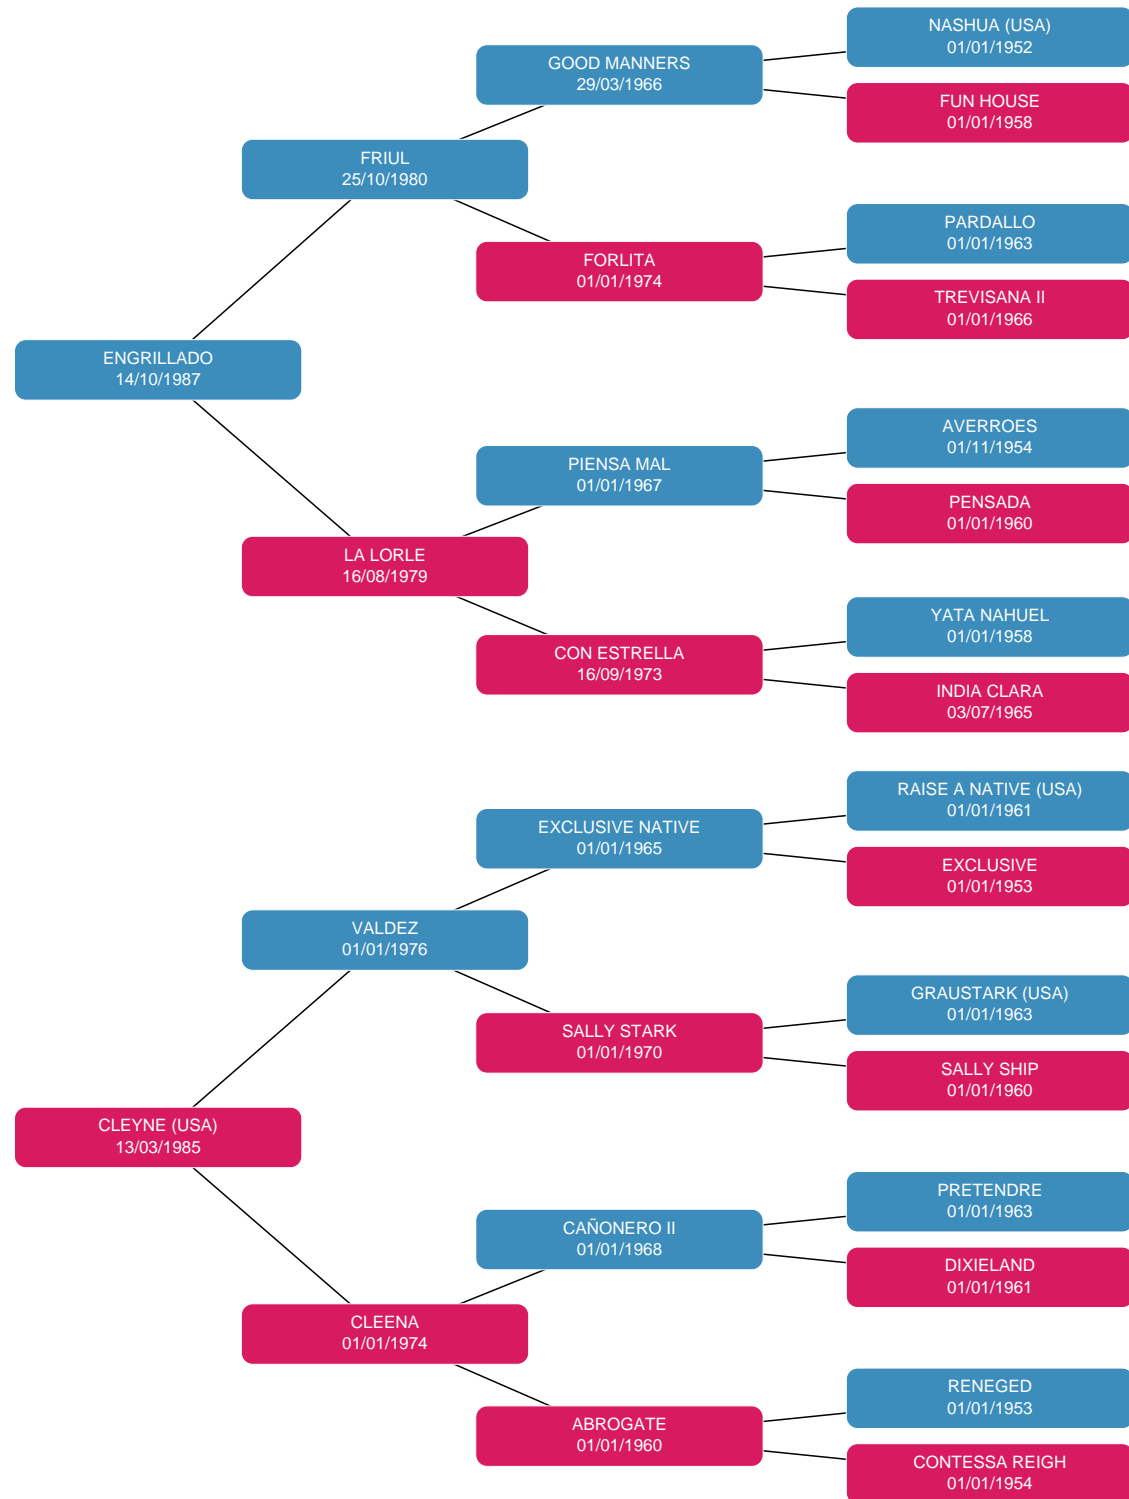 NASHUA (USA)
01/01/1952
GOOD MANNERS
29/03/1966
FUN HOUSE
01/01/1958
FRIUL
25/10/1980
PARDALLO
01/01/1963
FORLITA
01/01/1974
TREVISANA II
01/01/1966
ENGRILLADO
14/10/1987
AVERROES
01/11/1954
PIENSA MAL
01/01/1967
PENSADA
01/01/1960
LA LORLE
16/08/1979
YATA NAHUEL
01/01/1958
CON ESTRELLA
16/09/1973
INDIA CLARA
03/07/1965
RAISE A NATIVE (USA)
01/01/1961
EXCLUSIVE NATIVE
01/01/1965
EXCLUSIVE
01/01/1953
VALDEZ
01/01/1976
GRAUSTARK (USA)
01/01/1963
SALLY STARK
01/01/1970
SALLY SHIP
01/01/1960
CLEYNE (USA)
13/03/1985
PRETENDRE
01/01/1963
CAÑONERO II
01/01/1968
DIXIELAND
01/01/1961
CLEENA
01/01/1974
RENEGED
01/01/1953
ABROGATE
01/01/1960
CONTESSA REIGH
01/01/1954